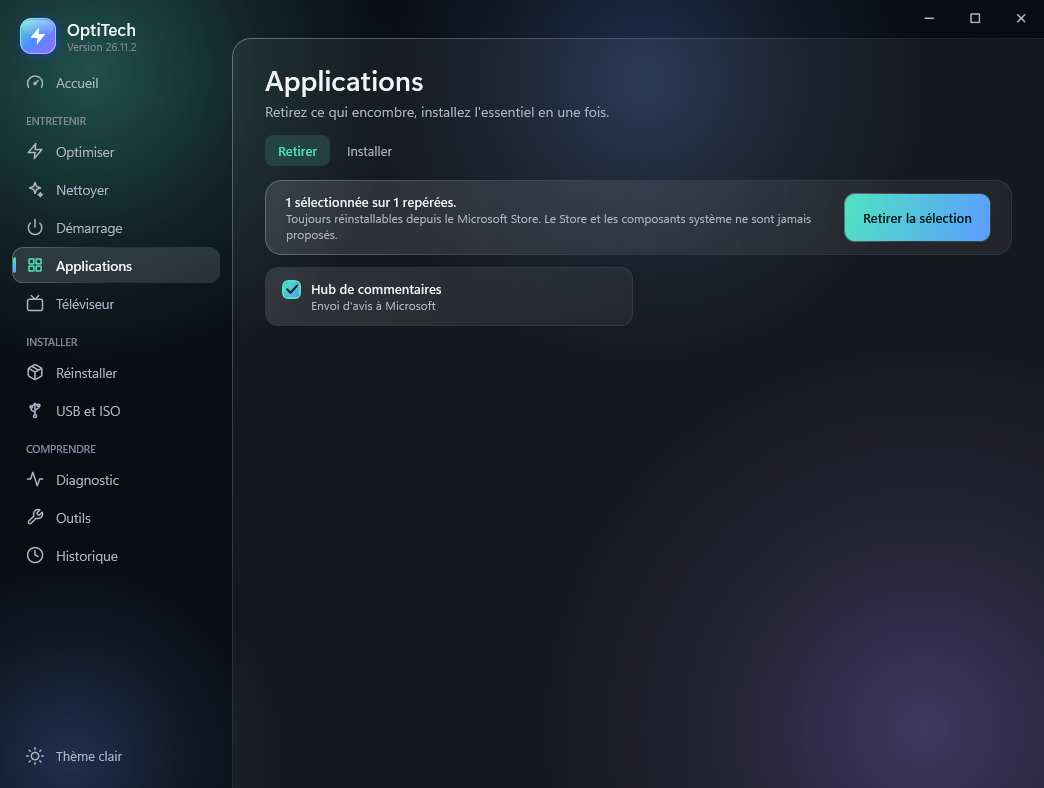 OptiTech
Version 26.11.2
Accueil
ENTRETENIR
Optimiser
Nettoyer
Démarrage
Applications
Téléviseur
INSTALLER
Réinstaller
USB et ISO
COMPRENDRE
Diagnostic
Outils
Historique
Thème clair
Applications
Retirez ce qui encombre, installez l'essentiel en une fois.
Retirer
Installer
1 sélectionnée sur 1 repérées.
Toujours réinstallables depuis le Microsoft Store. Le Store et les composants système ne sont jamais
proposés.
Retirer la sélection
Hub de commentaires
Envoi d'avis à Microsoft